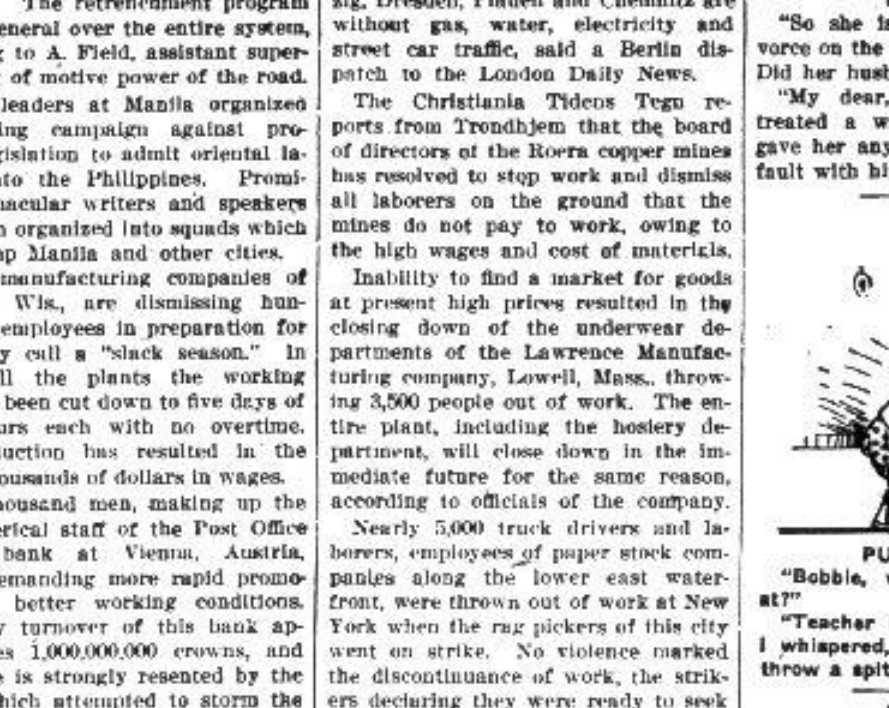 The retrenchment program
eneral over the entire system,
g to A. Field, assistant super-
of motive power of the road.
leaders at Manila organized
ing campaign against pro-
gislation to admit oriental la-
nto the Philippines. Promi-
nacular writers and speakers
n organized into squads which
mp Manila and other cities.
manufacturing companies of
Wis., are dismissing hun-
employees in preparation for
y call a "slack season." In
ll the plants the working
been cut down to five days of
urs each with no overtime.
uction has resulted in the
ousands of dollars in wages.
housand men, making up the
erical staff of the Post Office
bank at Vienna, Austria,
emanding more rapid promo-
better working conditions.
y turnover of this bank ap-
es 1,000,000,000 crowns, and
e is strongly resented by the
hich attempted to storm the
zig, Dresden, Plauen and Chemnitz are
without gas, water, electricity and
street car traffic, said a Berlin dis-
patch to the London Daily News.
The Christiania Tidens Tegn re-
ports from Trondhjem that the board
of directors of the Roera copper mines
has resolved to stop work and dismiss
all laborers on the ground that the
mines do not pay to work, owing to
the high wages and cost of materials.
Inability to find a market for goods
at present high prices resulted in the
closing down of the underwear de-
partments of the Lawrence Manufac-
turing company, Lowell, Mass., throw-
ing 3,500 people out of work. The en-
tire plant, including the hosiery de-
partment, will close down in the im-
mediate future for the same reason,
according to officials of the company.
Nearly 5,000 truck drivers and la-
borers, employees of paper stock com-
panies along the lower east water-
front, were thrown out of work at New
York when the rag pickers of this city
went on strike. No violence marked
the discontinuance of work, the strik-
ers declaring they were ready to seek
"So she i
vorce on the
Did her husb
"My dear,
treated a w
gave her any
fault with hi
PU
"Bobbie, w
at?"
"Teacher
I whispered,
throw a spit